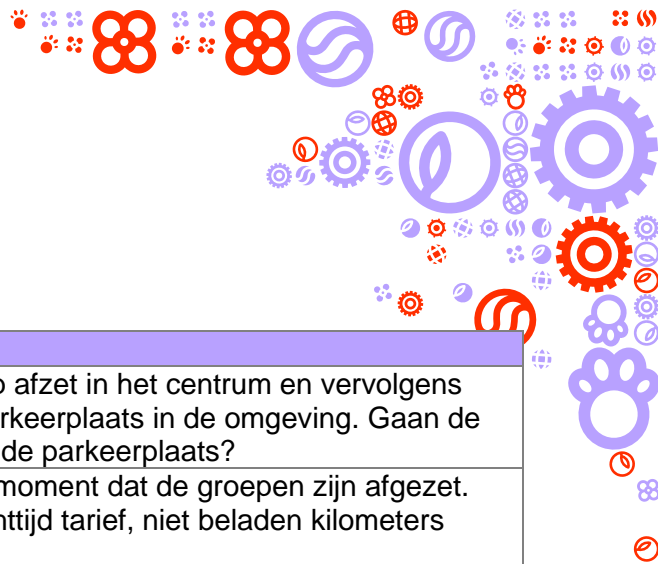 afzet in het centrum en vervolgens
rkeerplaats in de omgeving. Gaan de
de parkeerplaats?
moment dat de groepen zijn afgezet.
ttijd tarief, niet beladen kilometers